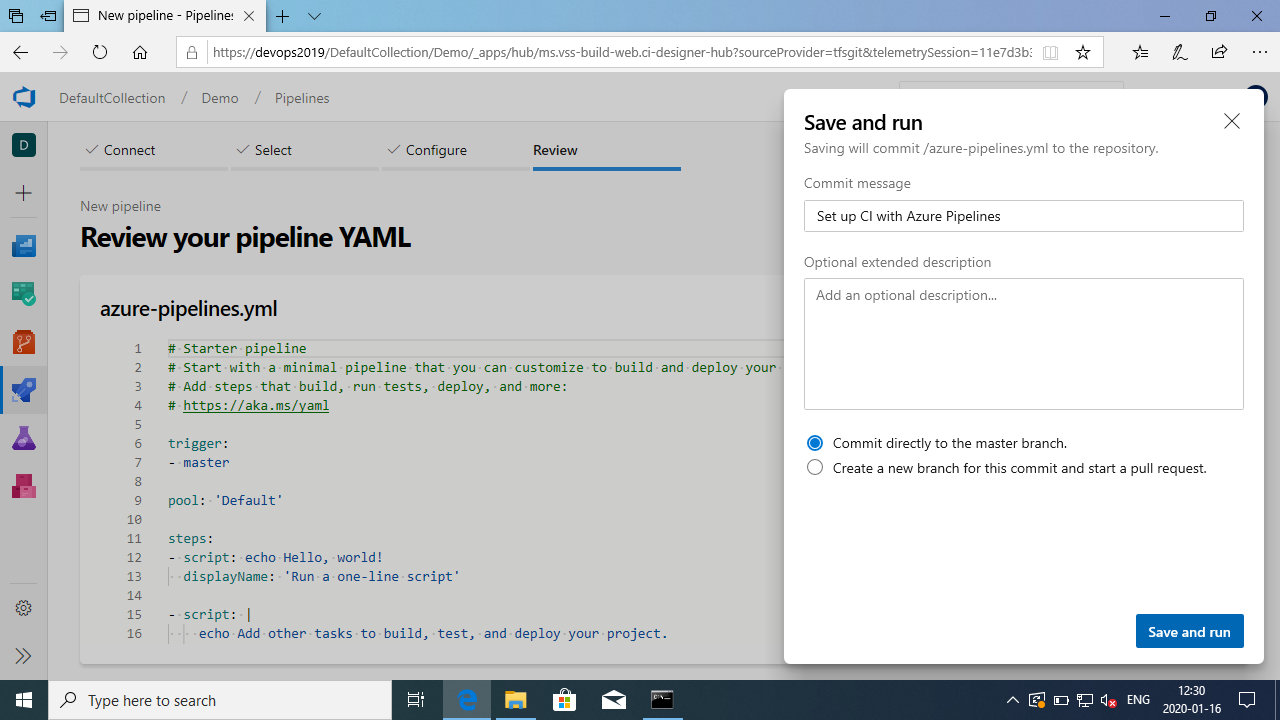 New pipeline - Pipelines
https://devops2019/DefaultCollection/Demo/_apps/hub/ms.vss-build-web.ci-designer-hub?sourceProvider=tfsgit&telemetrySession=11e7d3b
DefaultCollection / Demo / Pipelines
D
Connect
Select
Configure
Review
New pipeline
Review your pipeline YAML
azure-pipelines.yml
1 # Starter pipeline
2 # Start with a minimal pipeline that you can customize to build and deploy your
3 # Add steps that build, run tests, deploy, and more:
4 # https://aka.ms/yaml
5
6 trigger:
7 - master
8
9 pool: 'Default'
10
11 steps:
12 - script: echo Hello, world!
13 displayName: 'Run a one-line script'
14
15 - script: |
16 echo Add other tasks to build, test, and deploy your project.
Save and run
Saving will commit /azure-pipelines.yml to the repository.
Commit message
Set up CI with Azure Pipelines
Optional extended description
Add an optional description...
Commit directly to the master branch.
Create a new branch for this commit and start a pull request.
Save and run
Type here to search
ENG
12:30
2020-01-16